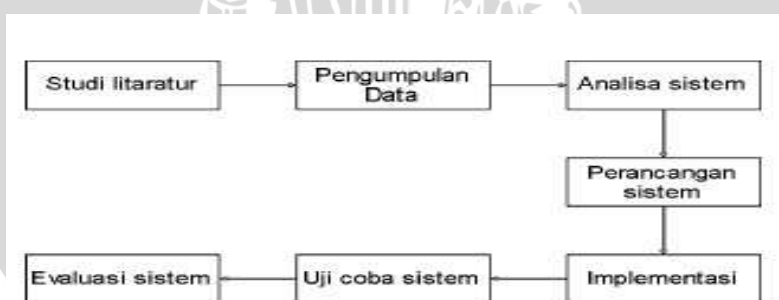 Studi litaratur
Pengumpulan
Data
Analisa sistem
Perancangan
sistem
Implementasi
Uji coba sistem
Evaluasi sistem